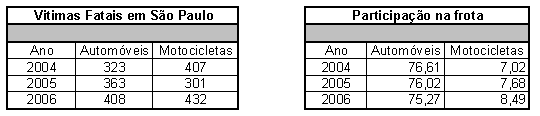 Vitimas Fatais em São Paulo
Ano Automóveis Motocicletas
2004 323 407
2005 363 301
2006 408 432
Participação na frota
Ano Automóveis Motocicletas
2004 76,61 7,02
2005 76,02 7,68
2006 75,27 8,49